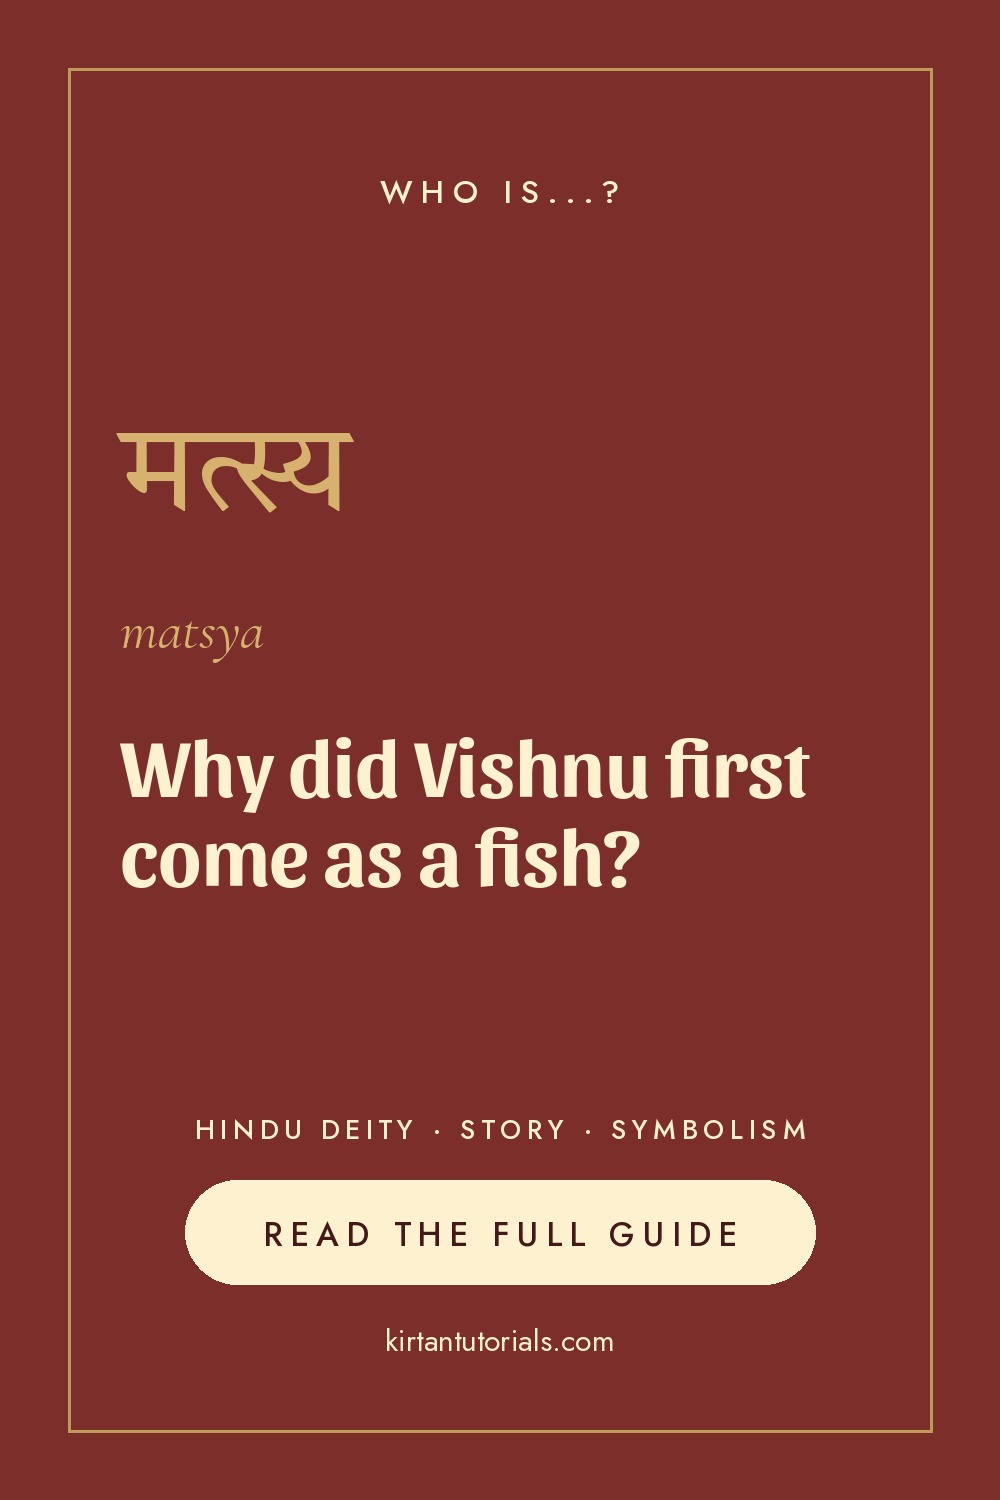 WHO IS...?
मत्स्य
matsya
Why did Vishnu first
come as a fish?
HINDU DEITY · STORY · SYMBOLISM
READ THE FULL GUIDE
kirtantutorials.com